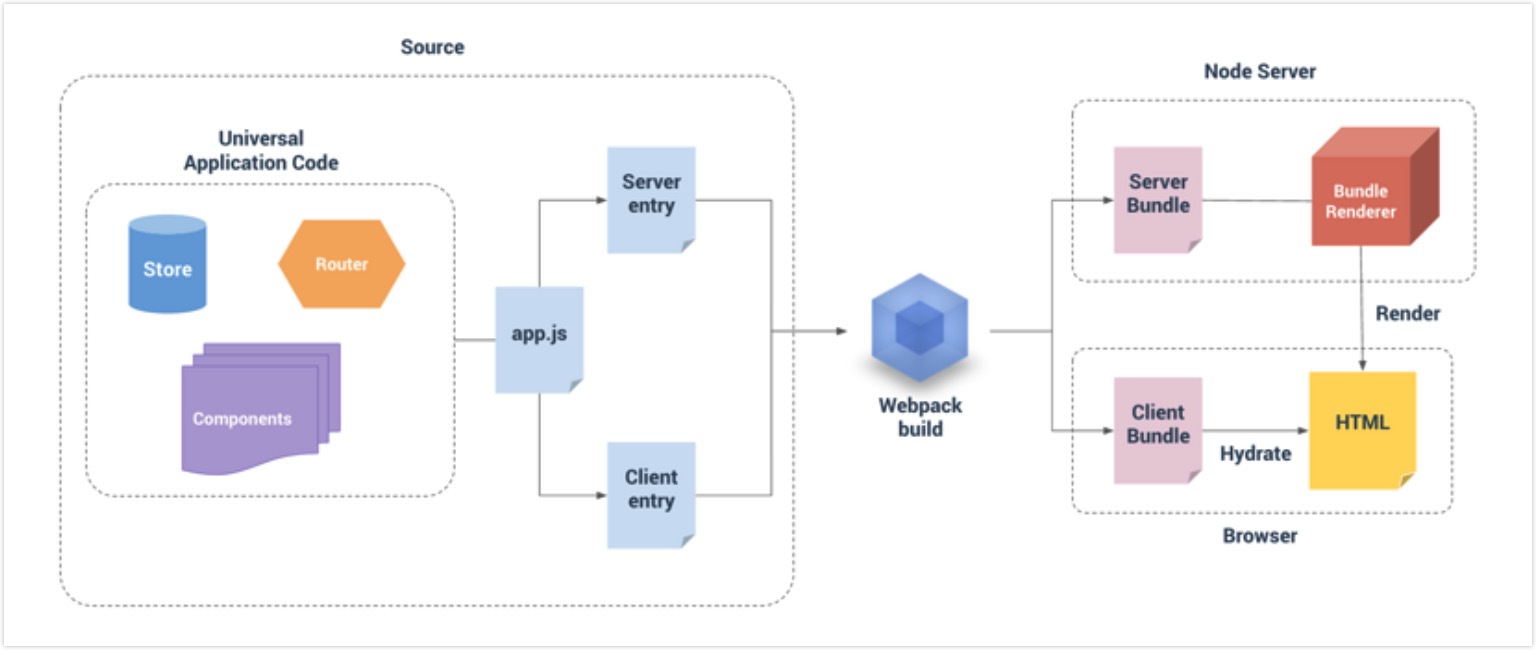 Source
Universal
Application Code
Store
Router
Components
app.js
Server
entry
Client
entry
Webpack
build
Node Server
Server
Bundle
Bundle
Renderer
Render
Client
Bundle
Hydrate
HTML
Browser